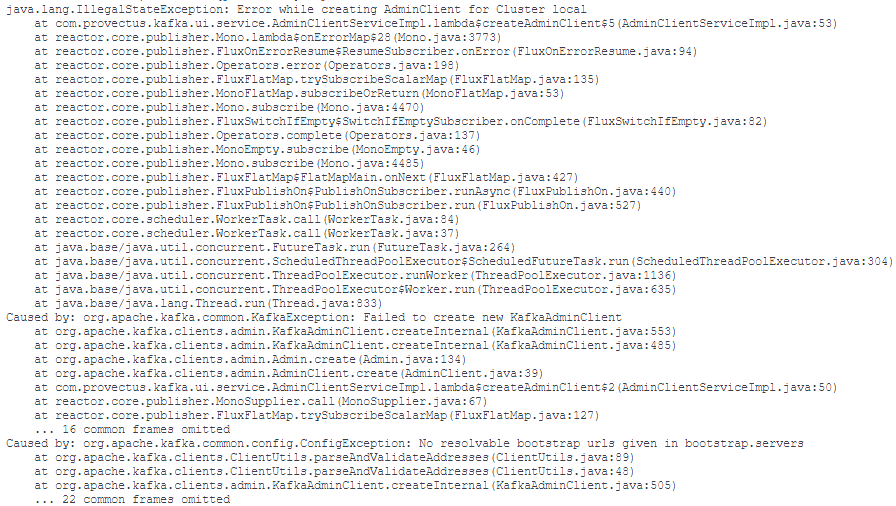 java.lang.IllegalStateException: Error while creating AdminClient for Cluster local
at com.provectus.kafka.ui.service.AdminClientServiceImpl.lambda$createAdminClient$5(AdminClientServiceImpl.java:53)
at reactor.core.publisher.Mono.lambda$onErrorMap$28(Mono.java:3773)
at reactor.core.publisher.FluxOnErrorResume$ResumeSubscriber.onError(FluxOnErrorResume.java:94)
at reactor.core.publisher.Operators.error(Operators.java:198)
at reactor.core.publisher.FluxFlatMap.trySubscribeScalarMap(FluxFlatMap.java:135)
at reactor.core.publisher.MonoFlatMap.subscribeOrReturn(MonoFlatMap.java:53)
at reactor.core.publisher.Mono.subscribe(Mono.java:4470)
at reactor.core.publisher.FluxSwitchIfEmpty$SwitchIfEmptySubscriber.onComplete(FluxSwitchIfEmpty.java:82)
at reactor.core.publisher.Operators.complete(Operators.java:137)
at reactor.core.publisher.MonoEmpty.subscribe(MonoEmpty.java:46)
at reactor.core.publisher.Mono.subscribe(Mono.java:4485)
at reactor.core.publisher.FluxFlatMap$FlatMapMain.onNext(FluxFlatMap.java:427)
at reactor.core.publisher.FluxPublishOn$PublishOnSubscriber.runAsync(FluxPublishOn.java:440)
at reactor.core.publisher.FluxPublishOn$PublishOnSubscriber.run(FluxPublishOn.java:527)
at reactor.core.scheduler.WorkerTask.call(WorkerTask.java:84)
at reactor.core.scheduler.WorkerTask.call(WorkerTask.java:37)
at java.base/java.util.concurrent.FutureTask.run(FutureTask.java:264)
at java.base/java.util.concurrent.ScheduledThreadPoolExecutor$ScheduledFutureTask.run(ScheduledThreadPoolExecutor.java:304)
at java.base/java.util.concurrent.ThreadPoolExecutor.runWorker(ThreadPoolExecutor.java:1136)
at java.base/java.util.concurrent.ThreadPoolExecutor$Worker.run(ThreadPoolExecutor.java:635)
at java.base/java.lang.Thread.run(Thread.java:833)
Caused by: org.apache.kafka.common.KafkaException: Failed to create new KafkaAdminClient
at org.apache.kafka.clients.admin.KafkaAdminClient.createInternal(KafkaAdminClient.java:553)
at org.apache.kafka.clients.admin.KafkaAdminClient.createInternal(KafkaAdminClient.java:485)
at org.apache.kafka.clients.admin.Admin.create(Admin.java:134)
at org.apache.kafka.clients.admin.AdminClient.create(AdminClient.java:39)
at com.provectus.kafka.ui.service.AdminClientServiceImpl.lambda$createAdminClient$2(AdminClientServiceImpl.java:50)
at reactor.core.publisher.MonoSupplier.call(MonoSupplier.java:67)
at reactor.core.publisher.FluxFlatMap.trySubscribeScalarMap(FluxFlatMap.java:127)
... 16 common frames omitted
Caused by: org.apache.kafka.common.config.ConfigException: No resolvable bootstrap urls given in bootstrap.servers
at org.apache.kafka.clients.ClientUtils.parseAndValidateAddresses(ClientUtils.java:89)
at org.apache.kafka.clients.ClientUtils.parseAndValidateAddresses(ClientUtils.java:48)
at org.apache.kafka.clients.admin.KafkaAdminClient.createInternal(KafkaAdminClient.java:505)
... 22 common frames omitted